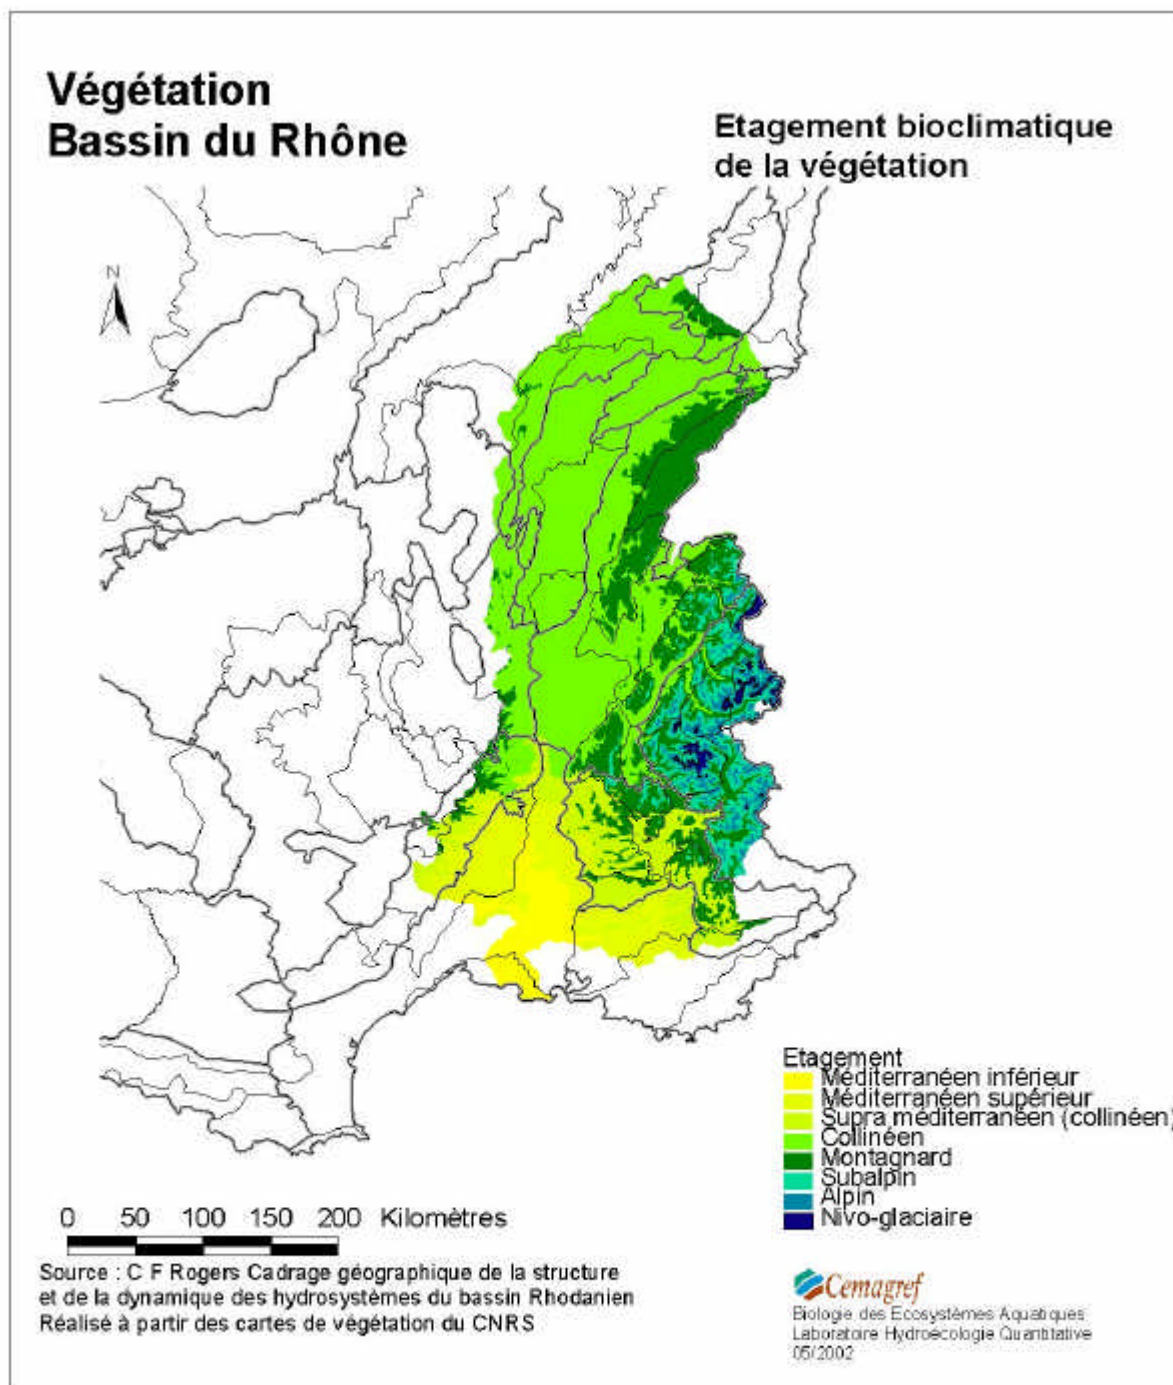 Végétation
Bassin du Rhône
Etagement bioclimatique
de la végétation
N
Etagement
Méditerranéen inférieur
Méditerranéen supérieur
Supra méditerranéen (collinéen)
Collinéen
Montagnard
Subalpin
Alpin
Nivo-glaciaire
0 50 100 150 200 Kilomètres
Source : C F Rogers Cadrage géographique de la structure
et de la dynamique des hydrosystèmes du bassin Rhodanien
Réalisé à partir des cartes de végétation du CNRS
Cemagref
Biologie des Ecosystèmes Aquatiques
Laboratoire Hydroécologie Quantitative
05/2002